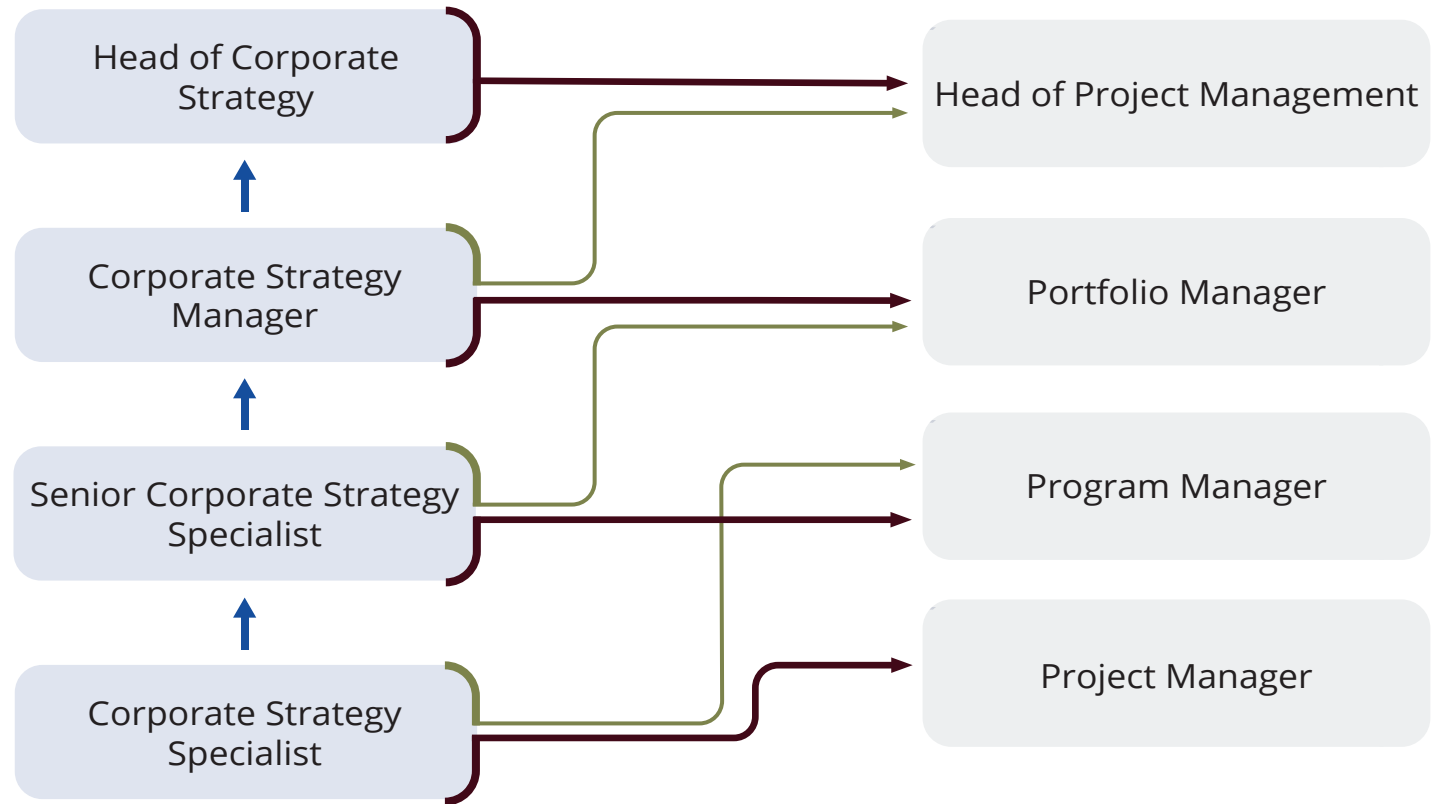 Head of Corporate
Strategy
Head of Project Management
Corporate Strategy
Manager
Portfolio Manager
Senior Corporate Strategy
Specialist
Program Manager
Corporate Strategy
Specialist
Project Manager